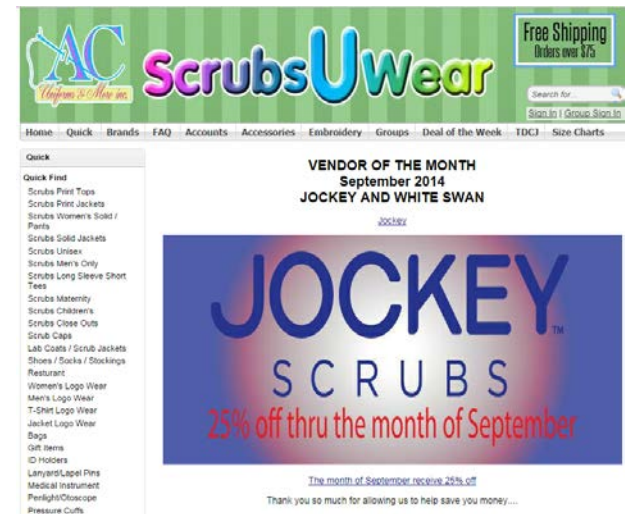 AC
Uniforms & More inc.
ScrubsUWear
Free Shipping
Orders over $75
Search for...
Sign In | Group Sign In
Home Quick Brands FAQ Accounts Accessories Embroidery Groups Deal of the Week TDCJ Size Charts
Quick
Quick Find
Scrubs Print Tops
Scrubs Print Jackets
Scrubs Women's Solid /
Pants
Scrubs Solid Jackets
Scrubs Unisex
Scrubs Men's Only
Scrubs Long Sleeve Short
Tees
Scrubs Maternity
Scrubs Children's
Scrubs Close Outs
Scrub Caps
Lab Coats / Scrub Jackets
Shoes / Socks / Stockings
Resturant
Women's Logo Wear
Men's Logo Wear
T-Shirt Logo Wear
Jacket Logo Wear
Bags
Gift Items
ID Holders
Lanyard/Lapel Pins
Medical Instrument
Penlight/Otoscope
Pressure Cuffs
VENDOR OF THE MONTH
September 2014
JOCKEY AND WHITE SWAN
Jockey
JOCKEY™
SCRUBS
25% off thru the month of September
The month of September receive 25% off
Thank you so much for allowing us to help save you money....